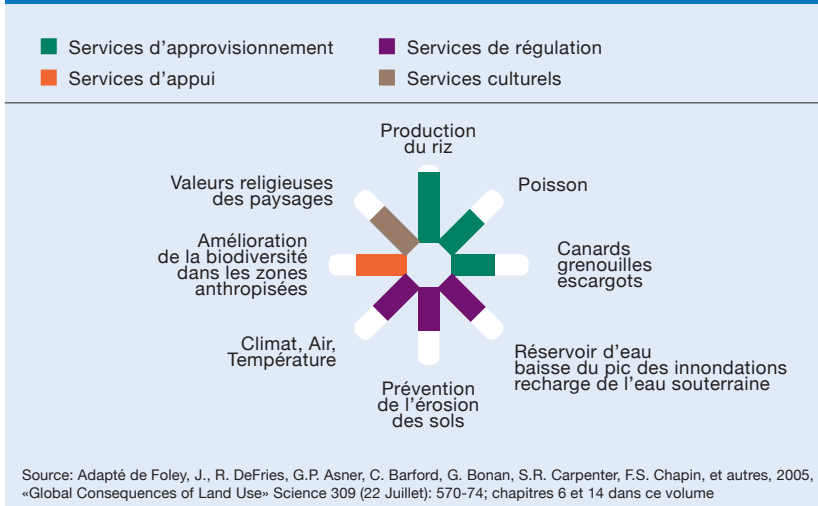 Services d'approvisionnement
Services de régulation
Services d'appui
Services culturels
Production
du riz
Valeurs religieuses
des paysages
Poisson
Amélioration
de la biodiversité
dans les zones
anthropisées
Canards
grenouilles
escargots
Climat, Air,
Température
Réservoir d'eau
baisse du pic des innondations
recharge de l'eau souterraine
Prévention
de l'érosion
des sols
Source: Adapté de Foley, J., R. DeFries, G.P. Asner, C. Barford, G. Bonan, S.R. Carpenter, F.S. Chapin, et autres, 2005,
«Global Consequences of Land Use» Science 309 (22 Juillet): 570-74; chapitres 6 et 14 dans ce volume